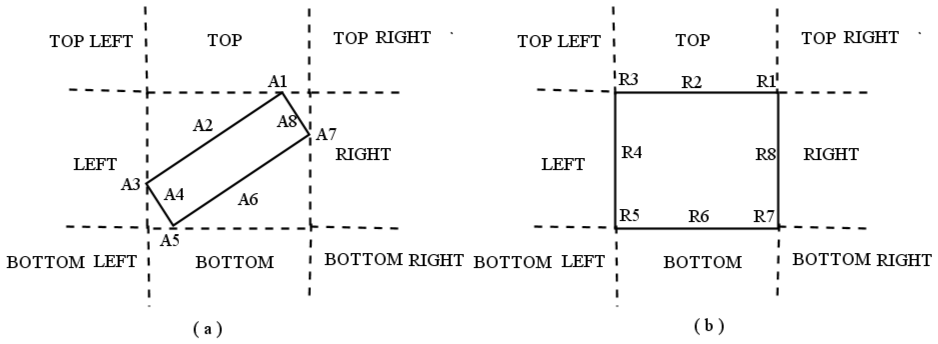 TOP LEFT TOP TOP RIGHT
A1
A2 A8 A7
LEFT RIGHT
A3 A4 A6
A5
BOTTOM LEFT BOTTOM BOTTOM RIGHT
( a )
TOP LEFT TOP TOP RIGHT
R3 R2 R1
LEFT R4 R8 RIGHT
R5 R6 R7
BOTTOM LEFT BOTTOM BOTTOM RIGHT
( b )